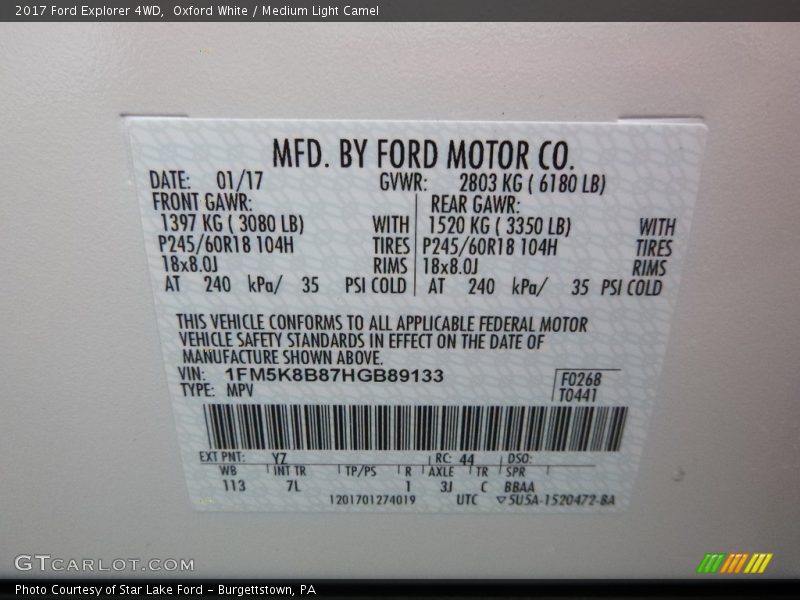 2017 Ford Explorer 4WD,  Oxford White / Medium Light Camel
MFD. BY FORD MOTOR CO.
DATE: 01/17 GVWR: 2803 KG ( 6180 LB)
FRONT GAWR: REAR GAWR:
1397 KG ( 3080 LB) WITH 1520 KG ( 3350 LB) WITH
P245/60R18 104H TIRES P245/60R18 104H TIRES
18x8.0J RIMS 18x8.0J RIMS
AT 240 kPa/ 35 PSI COLD AT 240 kPa/ 35 PSI COLD
THIS VEHICLE CONFORMS TO ALL APPLICABLE FEDERAL MOTOR
VEHICLE SAFETY STANDARDS IN EFFECT ON THE DATE OF
MANUFACTURE SHOWN ABOVE.
VIN: 1FM5K8B87HGB89133 F0268
TYPE: MPV T0441
EXT PNT: YZ RC: 44 DSO:
WB INT TR TP/PS R AXLE TR SPR
113 7L 1 3J C BBAA
1201701274019 UTC ▽5U5A-1520472-BA
GTCARLOT.COM
Photo Courtesy of Star Lake Ford - Burgettstown, PA